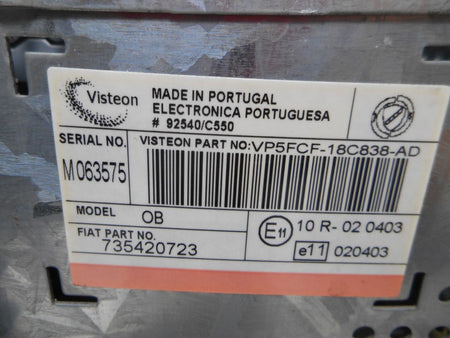 Visteon
MADE IN PORTUGAL
ELECTRONICA PORTUGUESA
# 92540/C550
SERIAL NO.
M 063575
VISTEON PART NO:VP5FCF-18C838-AD
MODEL OB
FIAT PART NO.
735420723
E11 10 R- 02 0403
e11 020403